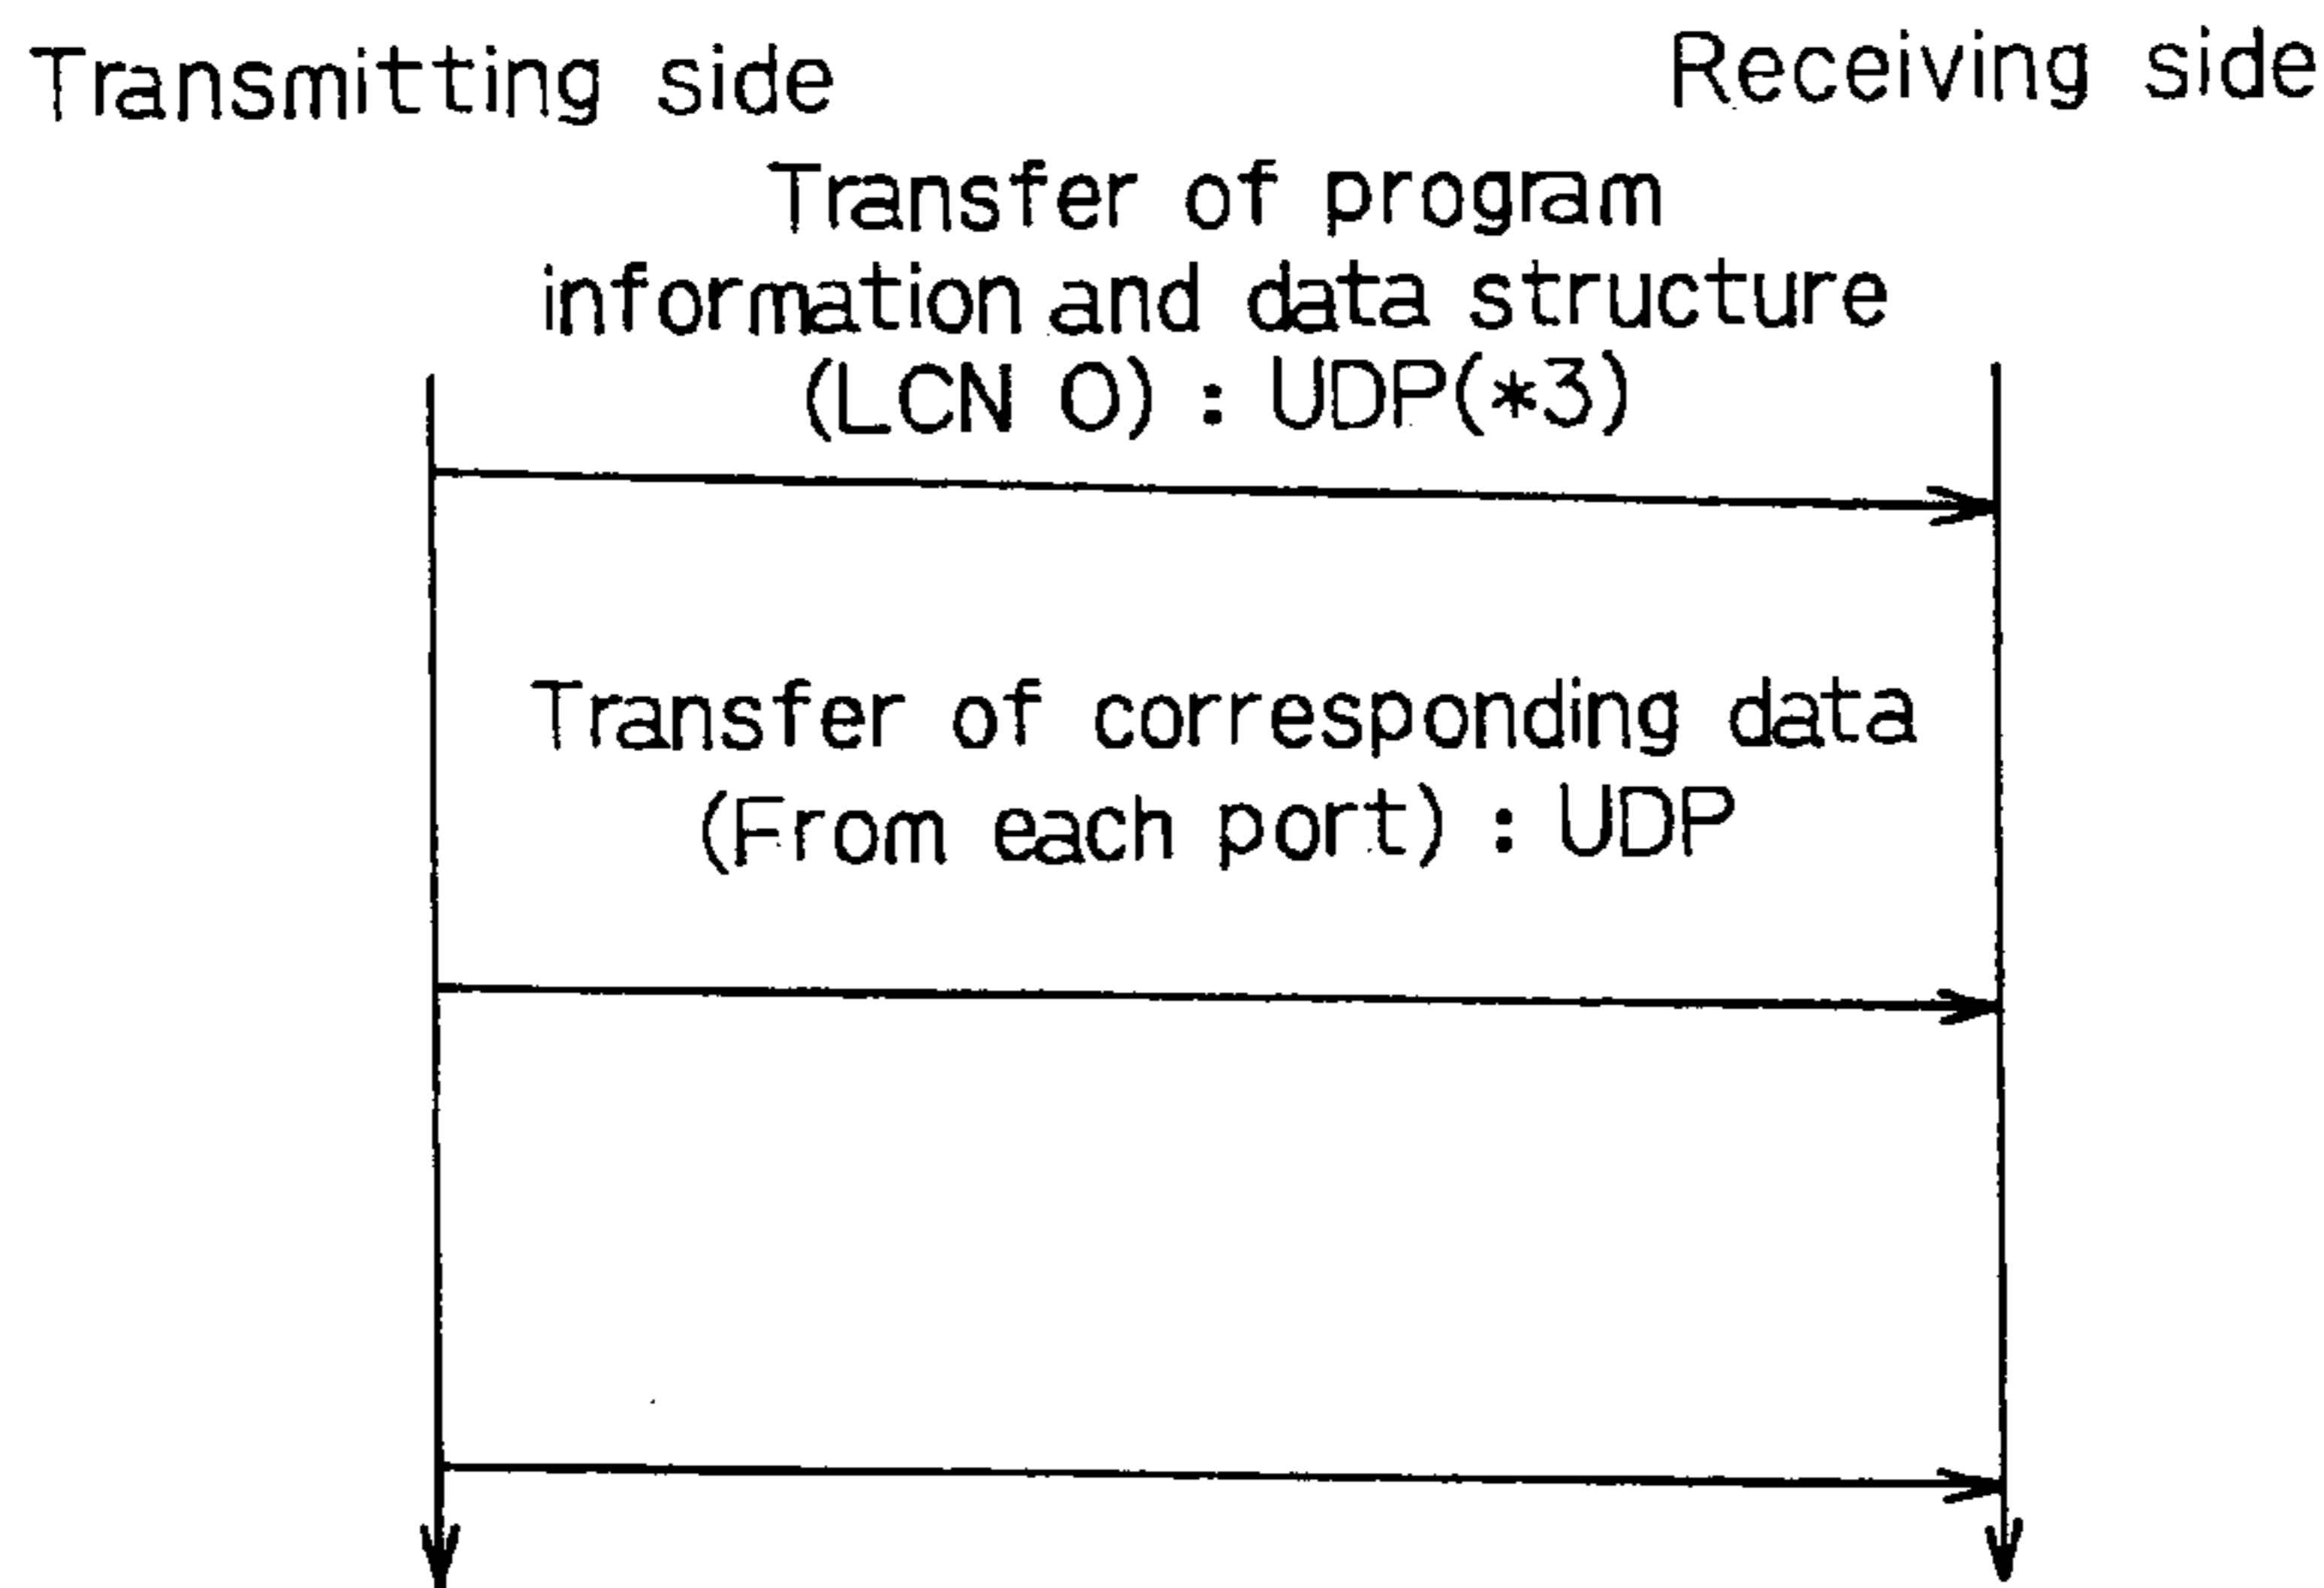 Transmitting side
Receiving side
Transfer of program
information and data structure
(LCN 0) : UDP(*3)
Transfer of corresponding data
(From each port) : UDP